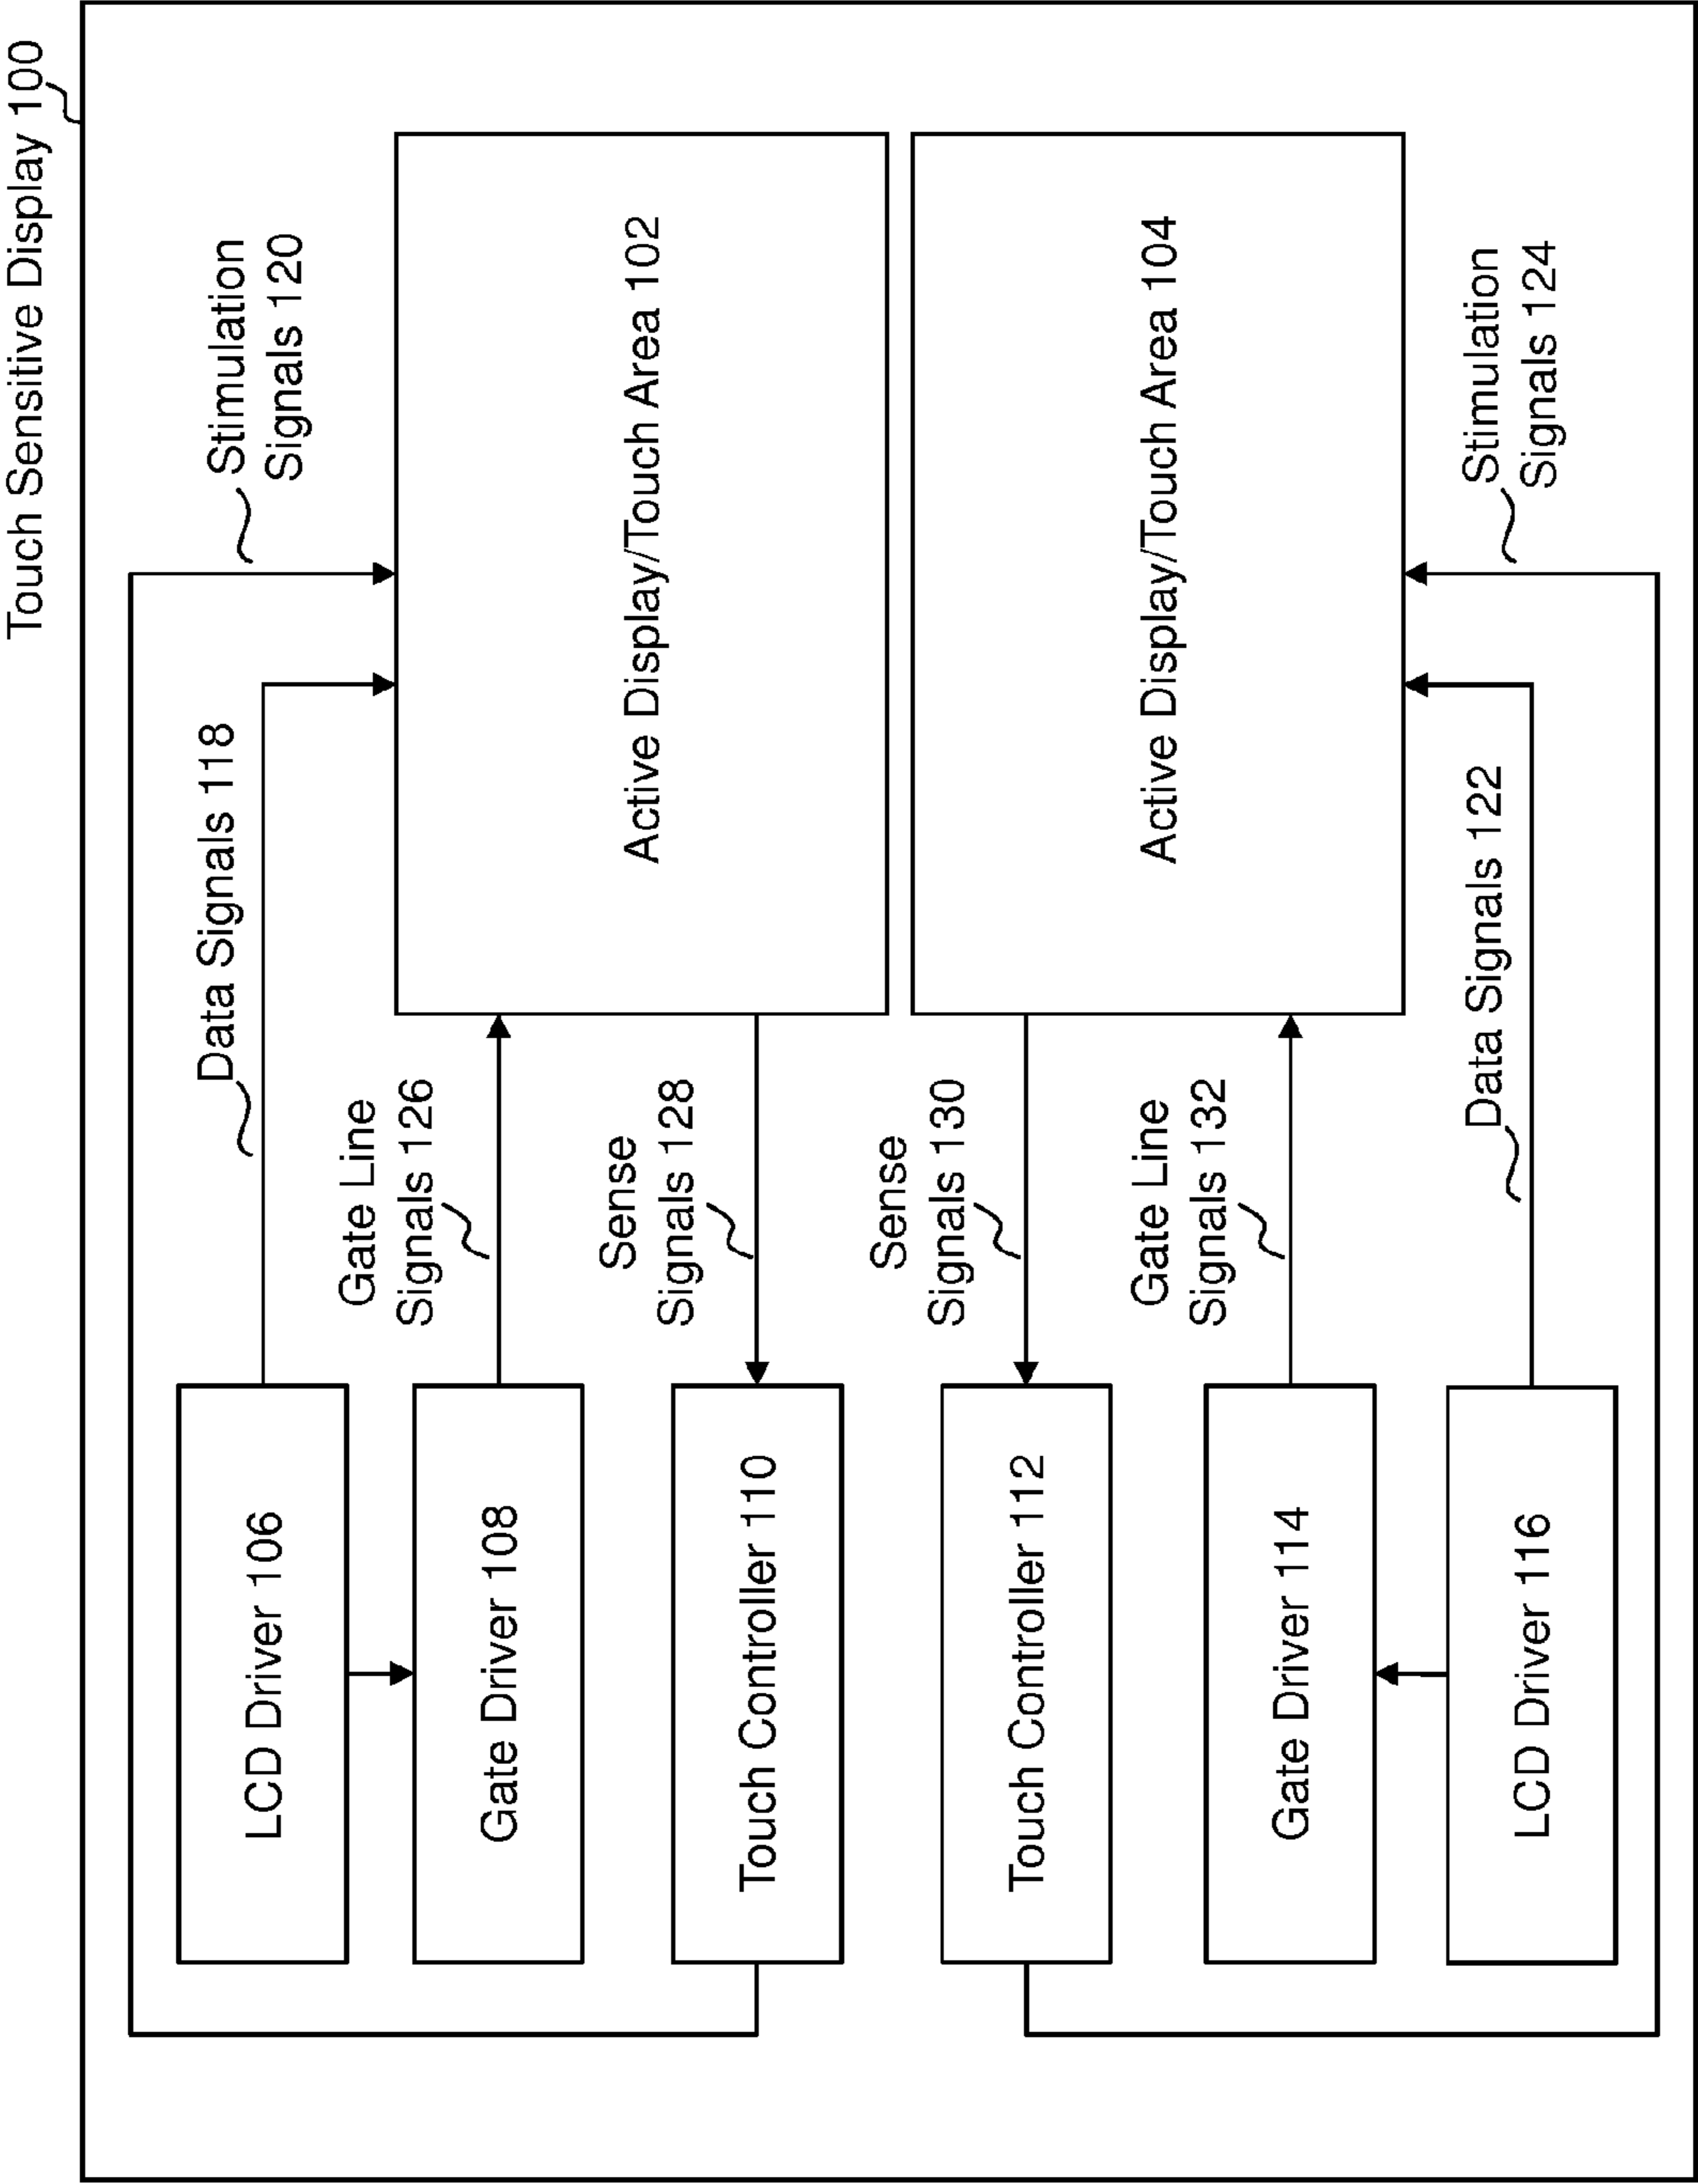 Touch Sensitive Display 100
Stimulation
Signals 120
Data Signals 118
LCD Driver 106
Gate Line
Signals 126
Gate Driver 108
Active Display/Touch Area 102
Sense
Signals 128
Touch Controller 110
Sense
Signals 130
Touch Controller 112
Active Display/Touch Area 104
Gate Line
Signals 132
Gate Driver 114
Data Signals 122
LCD Driver 116
Stimulation
Signals 124